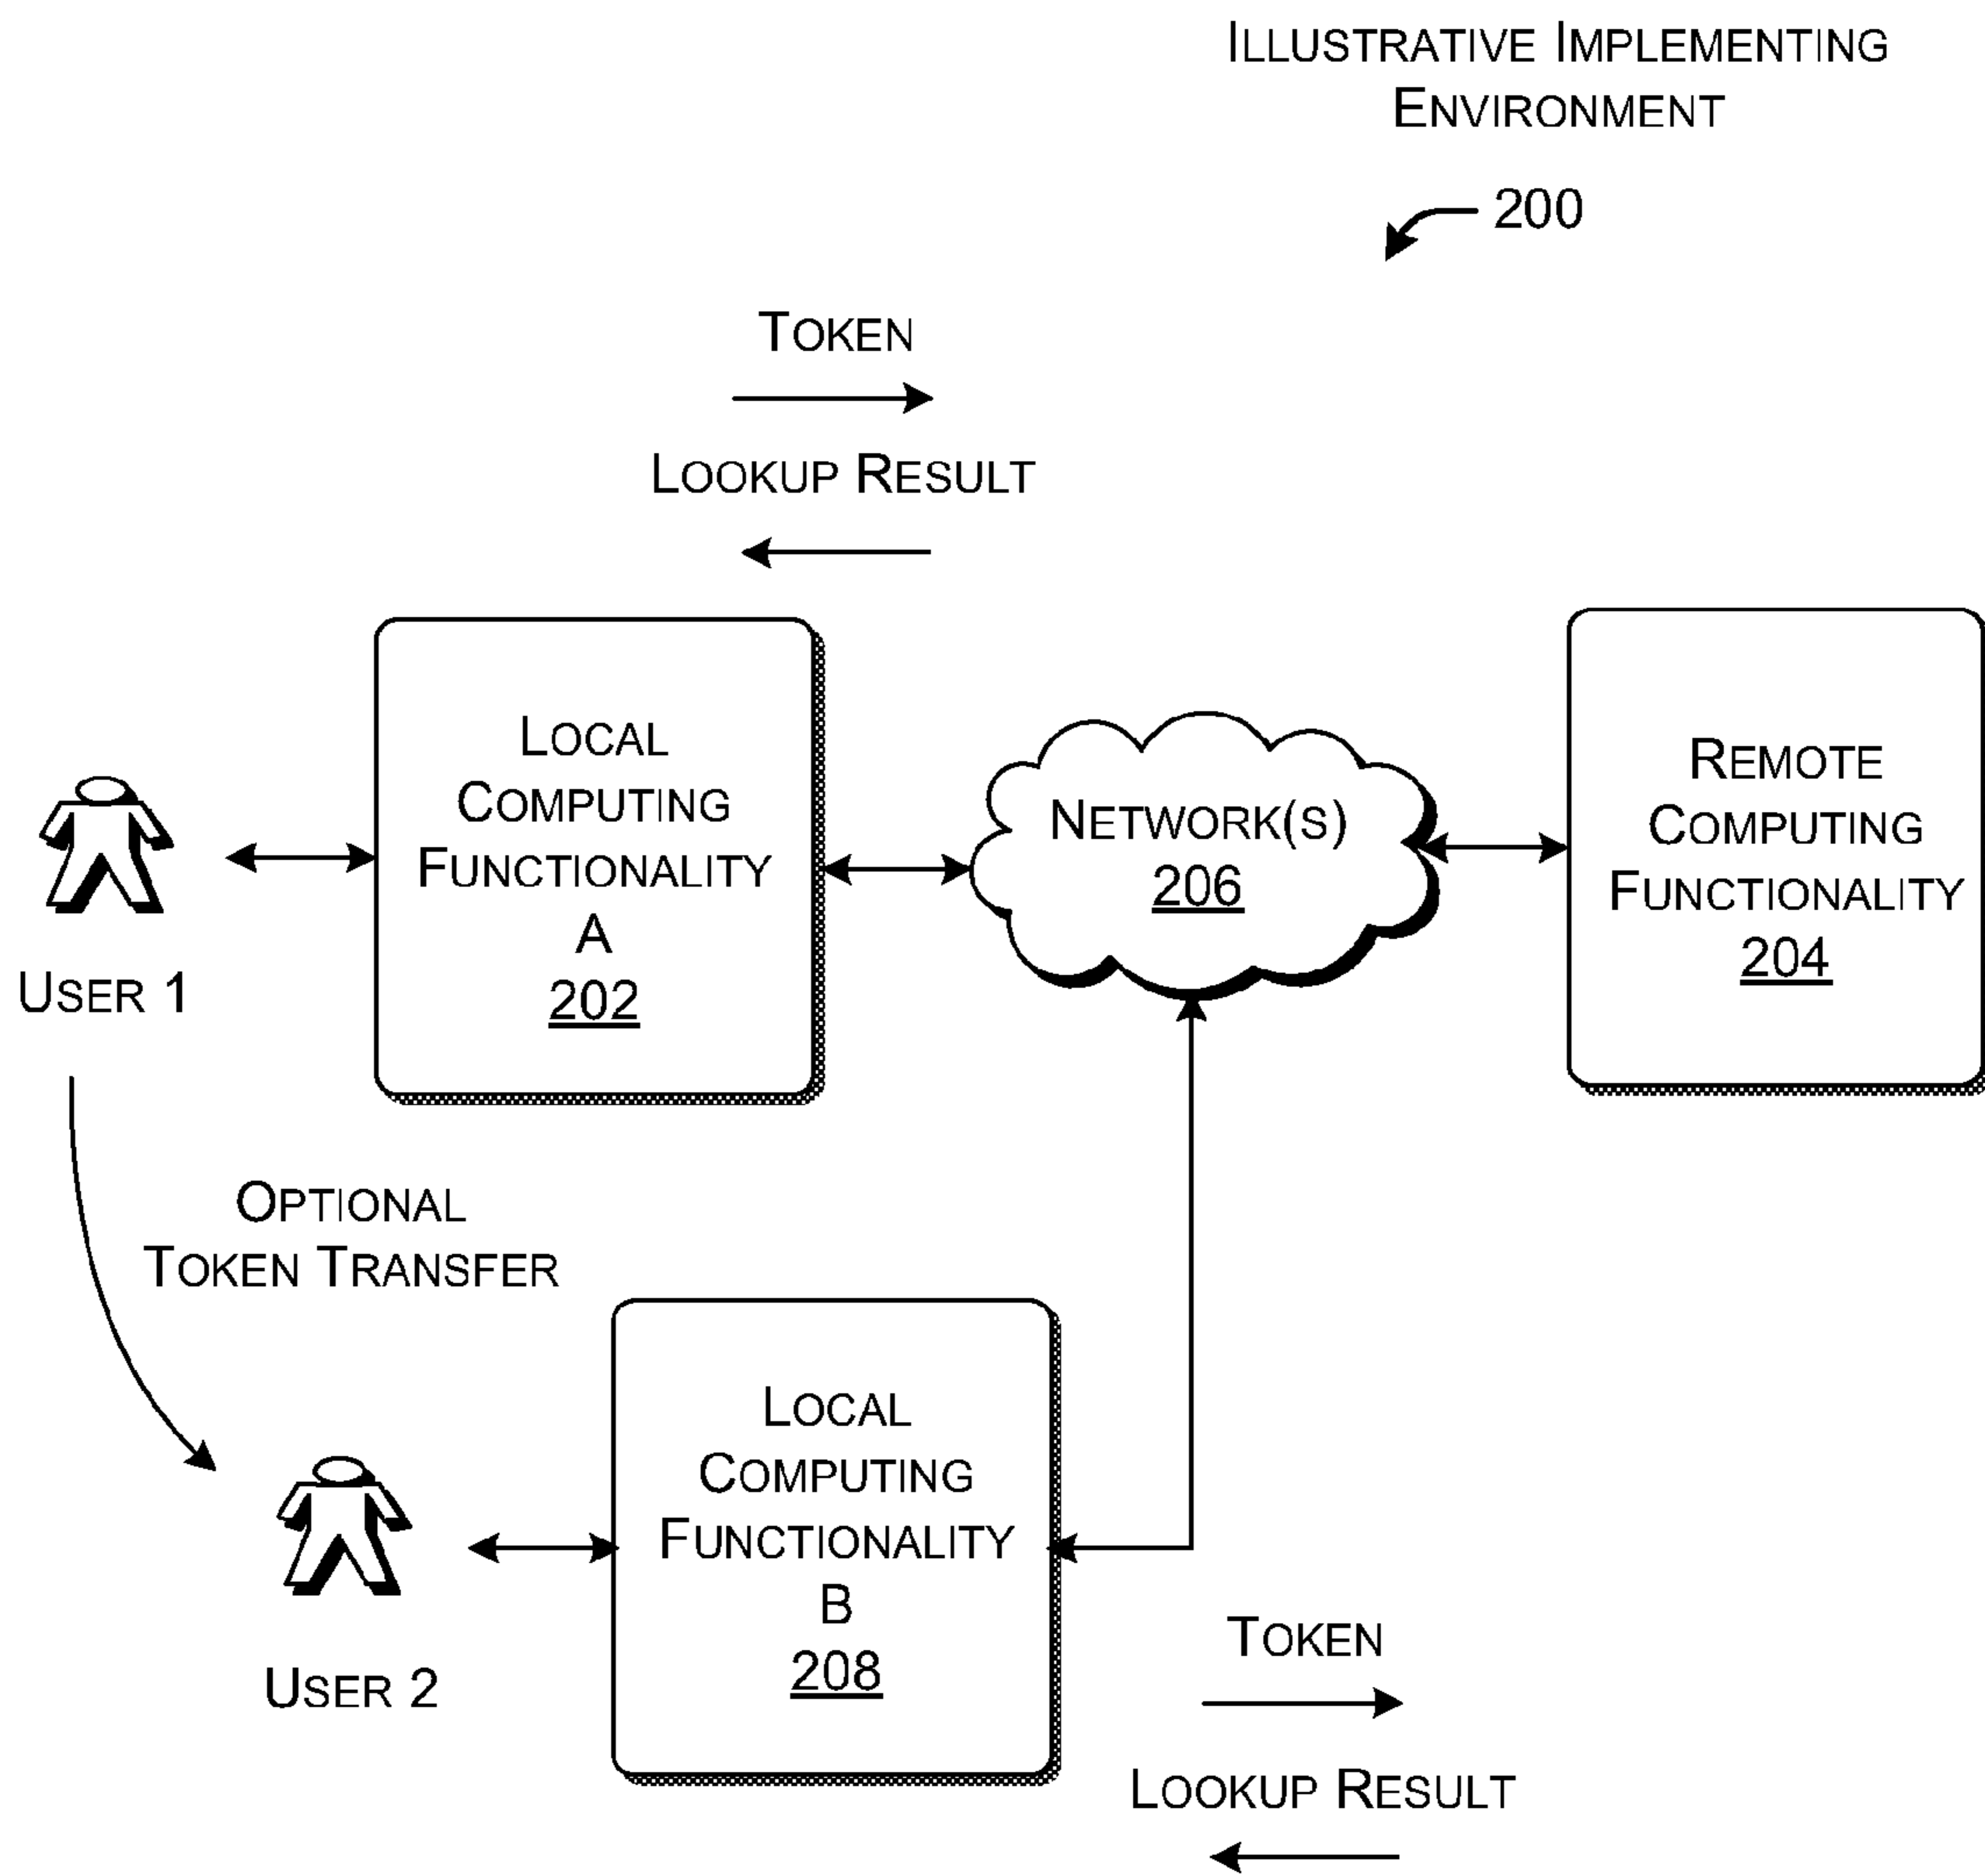 ILLUSTRATIVE IMPLEMENTING
ENVIRONMENT
200
TOKEN
LOOKUP RESULT
LOCAL
COMPUTING
FUNCTIONALITY
A
202
NETWORK(S)
206
REMOTE
COMPUTING
FUNCTIONALITY
204
USER 1
OPTIONAL
TOKEN TRANSFER
LOCAL
COMPUTING
FUNCTIONALITY
B
208
USER 2
TOKEN
LOOKUP RESULT